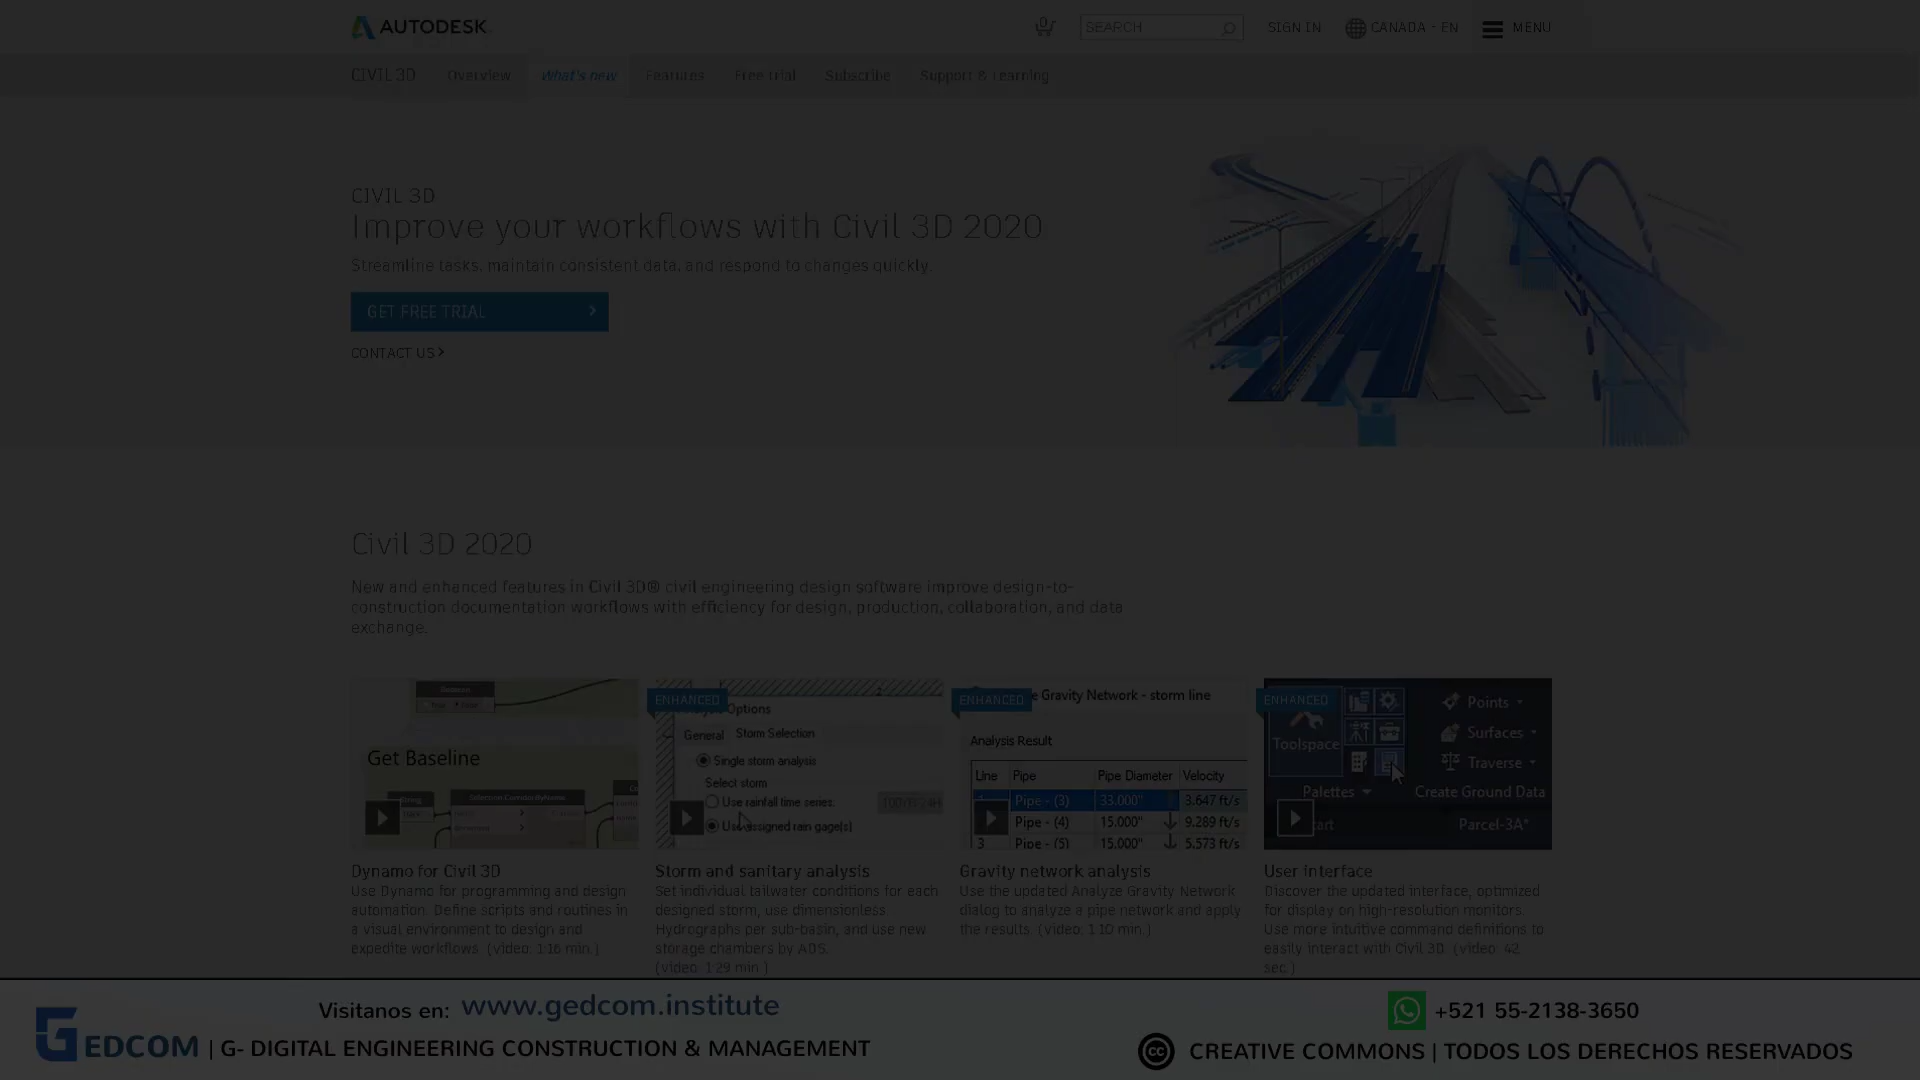 AUTODESK
0
SEARCH
SIGN IN
CANADA - EN
MENU
CIVIL 3D
Overview
What's new
Features
Free trial
Subscribe
Support & Learning
CIVIL 3D
Improve your workflows with Civil 3D 2020
Streamline tasks, maintain consistent data, and respond to changes quickly.
GET FREE TRIAL
CONTACT US
Civil 3D 2020
New and enhanced features in Civil 3D® civil engineering design software improve design-to-
construction documentation workflows with efficiency for design, production, collaboration, and data
exchange.
Get Baseline
ENHANCED
Options
General
Storm Selection
Single storm analysis
Select storm
Use rainfall time series:
Use assigned rain gage(s)
ENHANCED
Gravity Network - storm line
Analysis Result
Line Pipe Pipe Diameter Velocity
Pipe - (3) 33.000" 3.647 ft/s
Pipe - (4) 15.000" 9.289 ft/s
3 Pipe - (5) 15.000" 5.573 ft/s
ENHANCED
Toolspace
Points
Surfaces
Traverse
Palettes
Create Ground Data
Parcel-3A*
Dynamo for Civil 3D
Use Dynamo for programming and design
automation. Define scripts and routines in
a visual environment to design and
expedite workflows. (video: 1:16 min.)
Storm and sanitary analysis
Set individual tailwater conditions for each
designed storm, use dimensionless
Hydrographs per sub-basin, and use new
storage chambers by ADS.
(video: 1:29 min.)
Gravity network analysis
Use the updated Analyze Gravity Network
dialog to analyze a pipe network and apply
the results. (video: 1:10 min.)
User interface
Discover the updated interface, optimized
for display on high-resolution monitors.
Use more intuitive command definitions to
easily interact with Civil 3D. (video: 42
sec.)
Visitanos en: www.gedcom.institute
GEDCOM | G- DIGITAL ENGINEERING CONSTRUCTION & MANAGEMENT
+521 55-2138-3650
cc CREATIVE COMMONS | TODOS LOS DERECHOS RESERVADOS